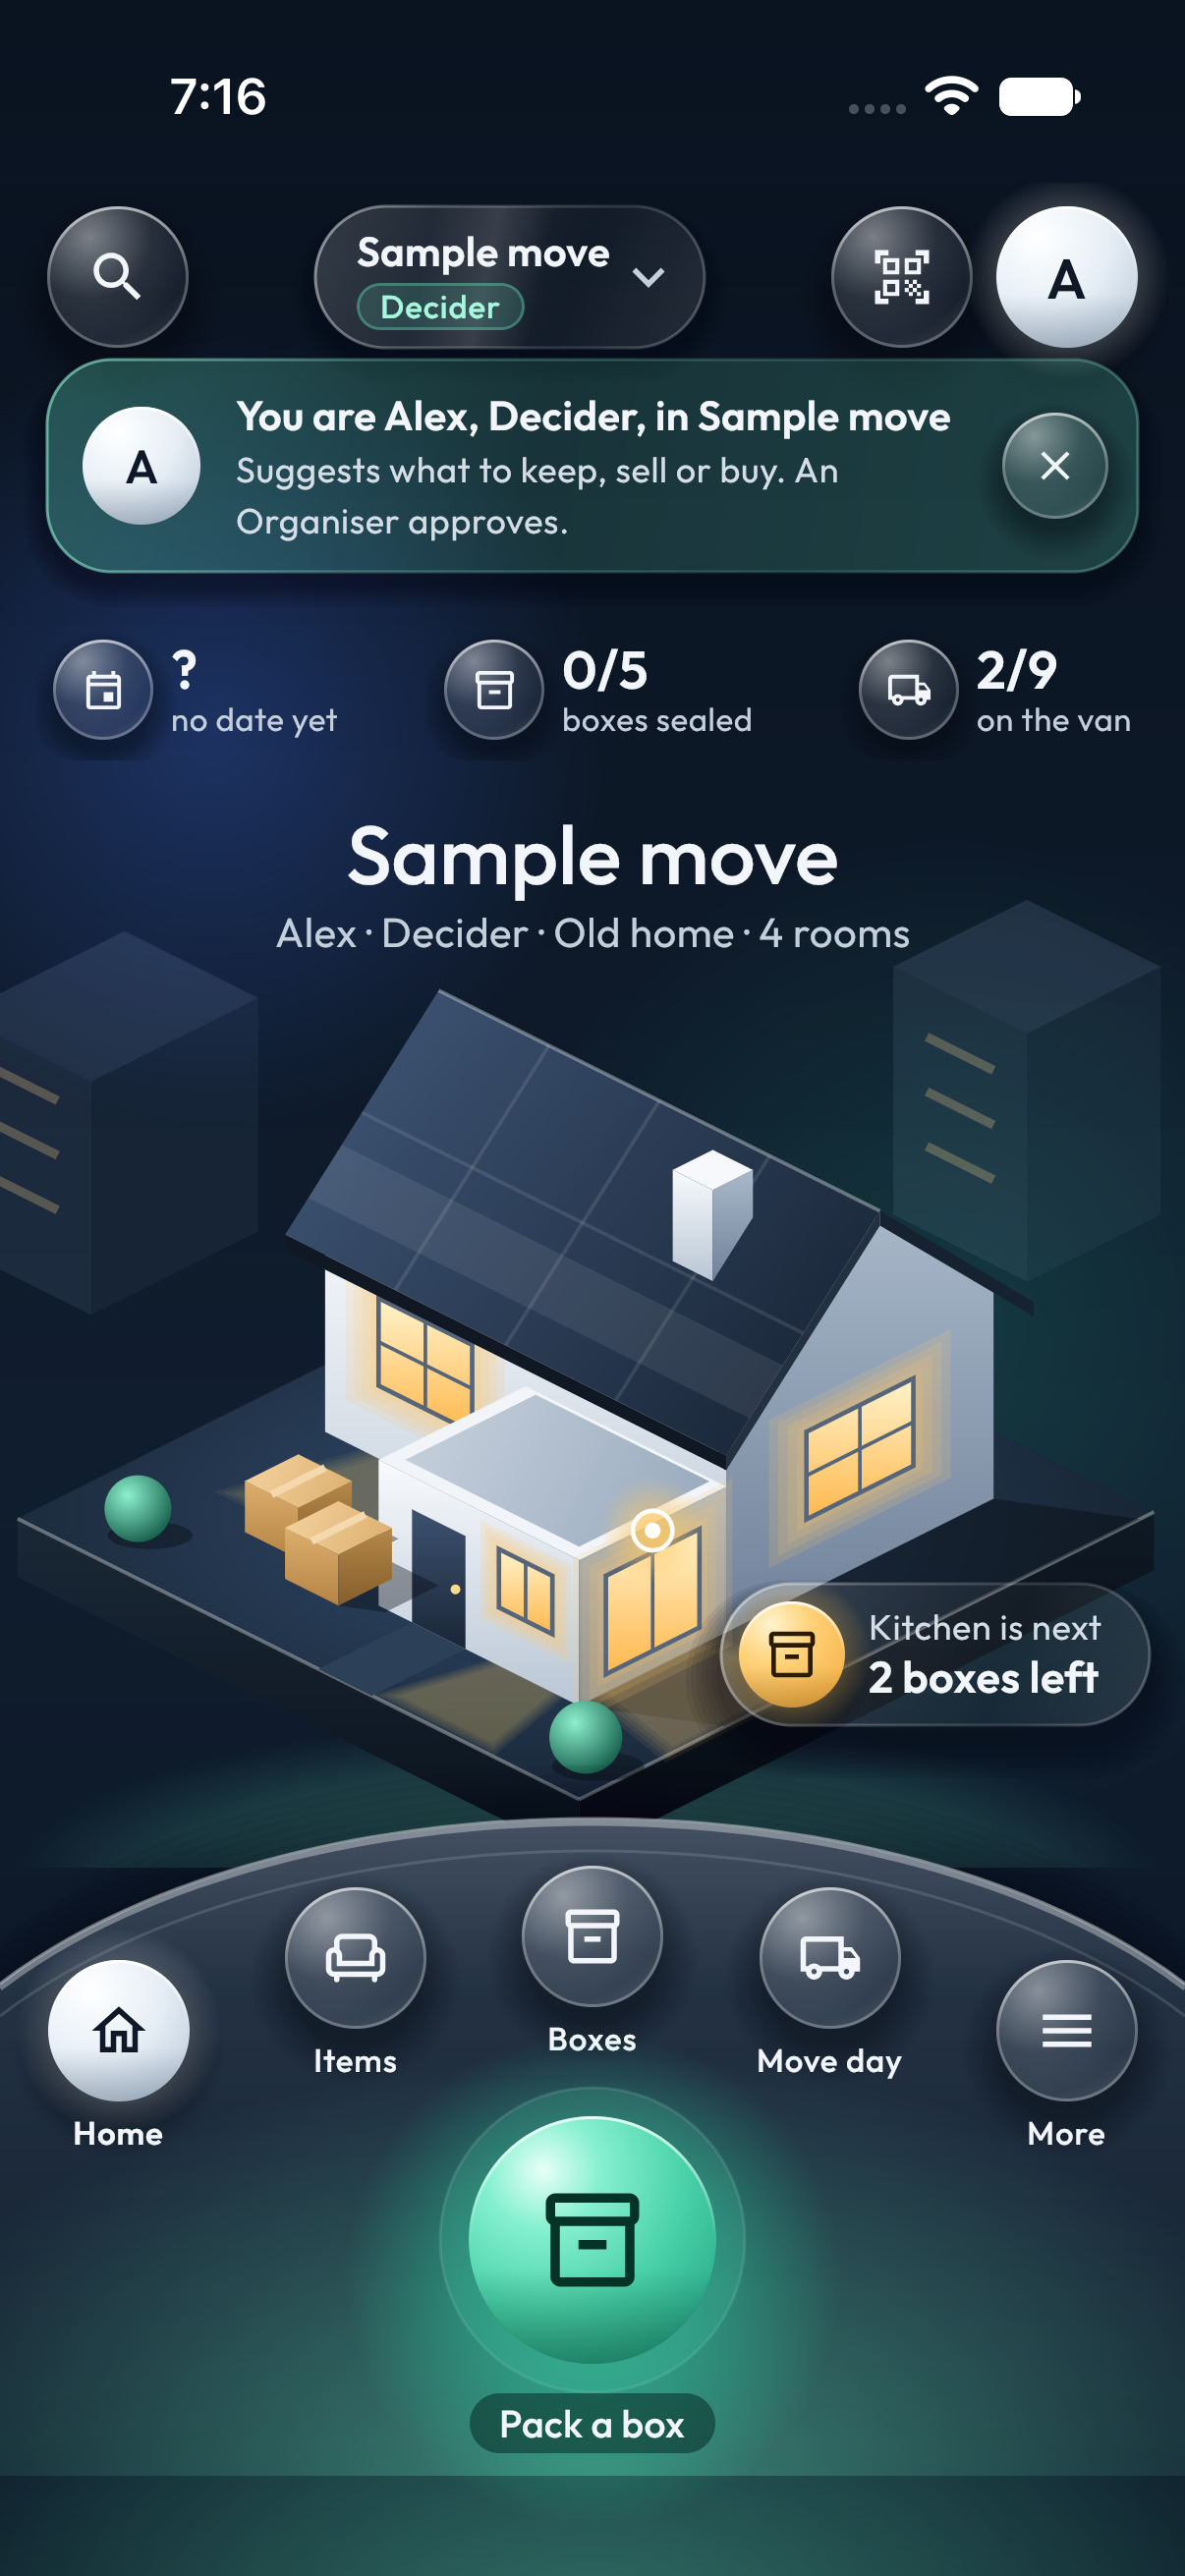 7:16
Sample move
Decider
A
A
You are Alex, Decider, in Sample move
Suggests what to keep, sell or buy. An
Organiser approves.
?
no date yet
0/5
boxes sealed
2/9
on the van
Sample move
Alex · Decider · Old home · 4 rooms
Kitchen is next
2 boxes left
Items
Boxes
Move day
Home
More
Pack a box